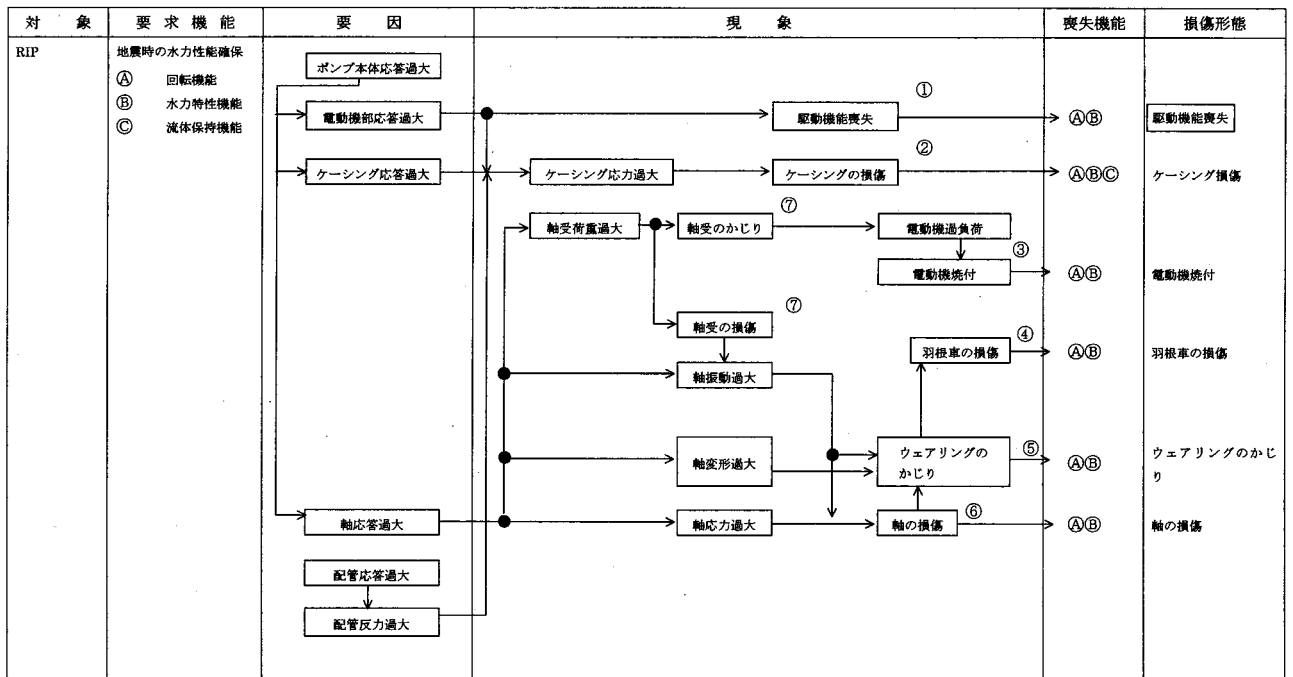 対 象
要 求 機 能
要 因
現 象
喪失機能
損傷形態
RIP
地震時の水力性能確保
Ⓐ 回転機能
Ⓑ 水力特性機能
Ⓒ 流体保持機能
ポンプ本体応答過大
電動機部応答過大
①
駆動機能喪失
ⒶⒷ
駆動機能喪失
ケーシング応答過大
ケーシング応力過大
②
ケーシングの損傷
ⒶⒷⒸ
ケーシング損傷
軸受荷重過大
⑦
軸受のかじり
電動機過負荷
③
電動機焼付
ⒶⒷ
電動機焼付
⑦
軸受の損傷
④
羽根車の損傷
ⒶⒷ
羽根車の損傷
軸振動過大
軸変形過大
ウェアリングの
かじり
⑤
ⒶⒷ
ウェアリングのかじ
り
軸応答過大
軸応力過大
軸の損傷
⑥
ⒶⒷ
軸の損傷
配管応答過大
配管反力過大